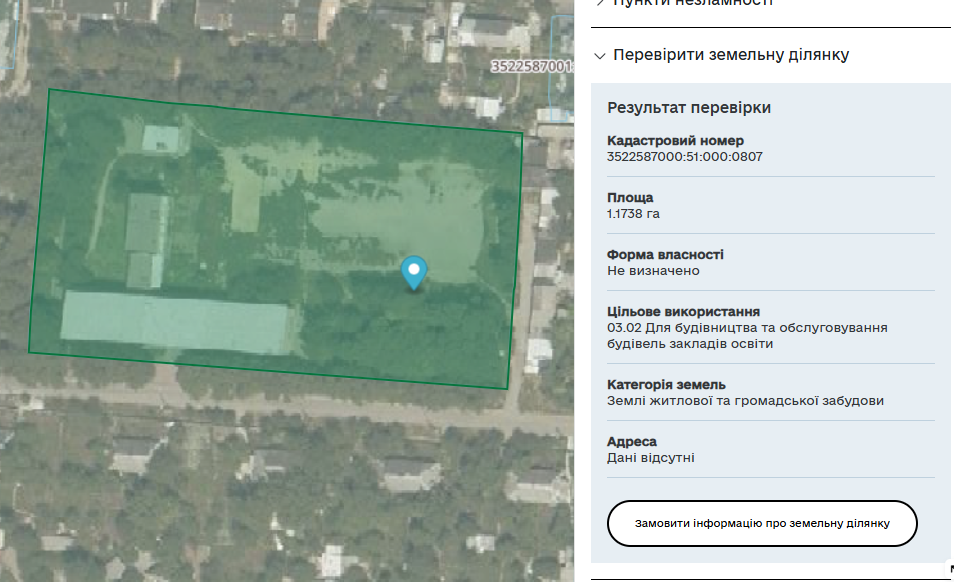 Пункти незламності
3522587001:
Перевірити земельну ділянку
Результат перевірки
Кадастровий номер
3522587000:51:000:0807
Площа
1.1738 га
Форма власності
Не визначено
Цільове використання
03.02 Для будівництва та обслуговування
будівель закладів освіти
Категорія земель
Землі житлової та громадської забудови
Адреса
Дані відсутні
Замовити інформацію про земельну ділянку